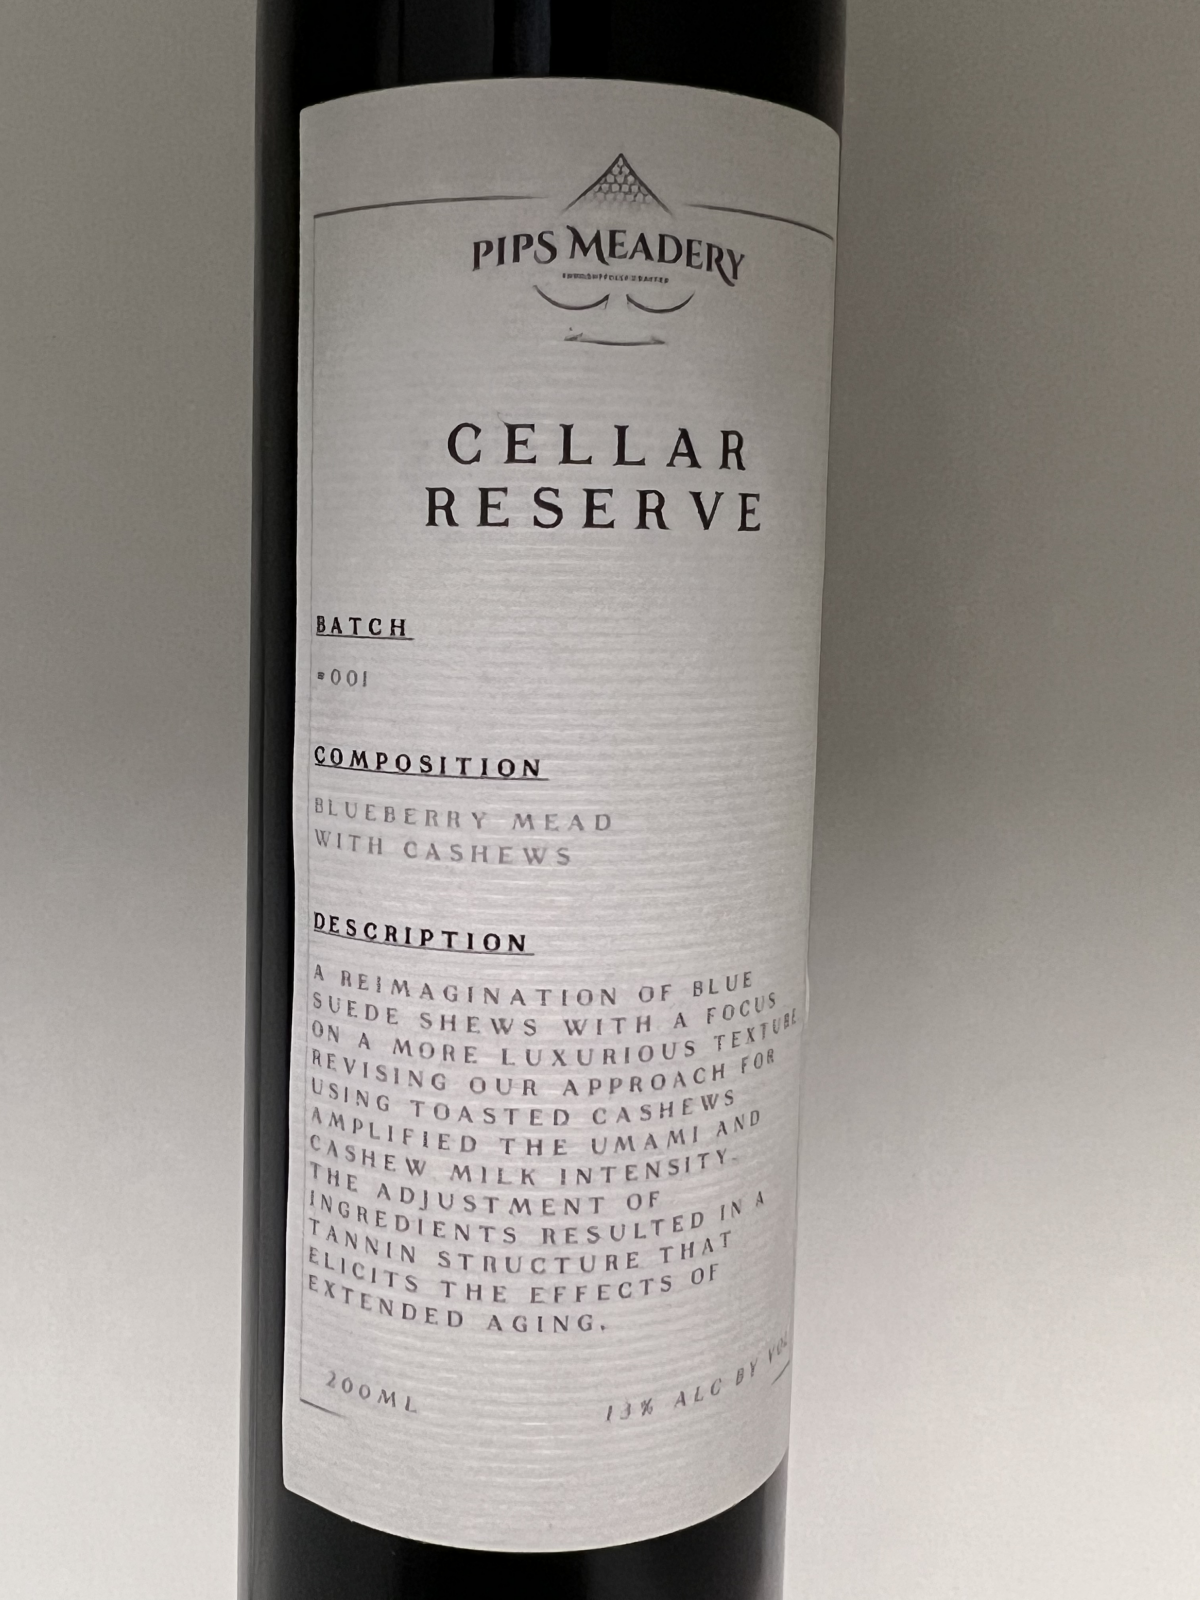 PIPS MEADERY
CELLAR
RESERVE
BATCH
#001
COMPOSITION
BLUEBERRY MEAD
WITH CASHEWS
DESCRIPTION
A REIMAGINATION OF BLUE
SUEDE SHEWS WITH A FOCUS
ON A MORE LUXURIOUS TEXTURE
REVISING OUR APPROACH FOR
USING TOASTED CASHEWS
AMPLIFIED THE UMAMI AND
CASHEW MILK INTENSITY.
THE ADJUSTMENT OF
INGREDIENTS RESULTED IN A
TANNIN STRUCTURE THAT
ELICITS THE EFFECTS OF
EXTENDED AGING.
200ML
13% ALC BY VOL